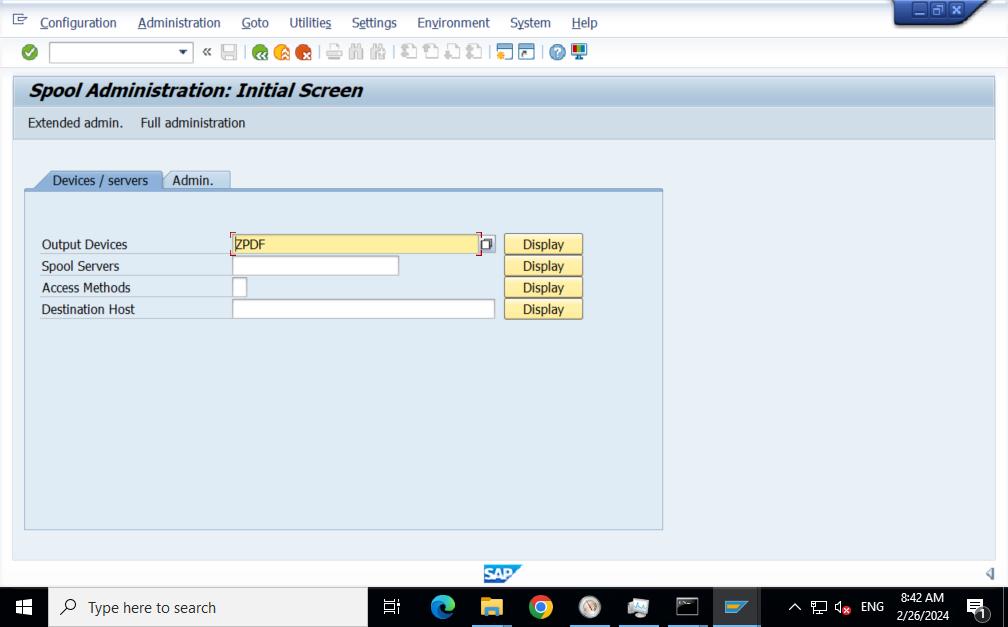 Configuration Administration Goto Utilities Settings Environment System Help
Spool Administration: Initial Screen
Extended admin. Full administration
Devices / servers Admin.
Output Devices ZPDF Display
Spool Servers Display
Access Methods Display
Destination Host Display
SAP
Type here to search
ENG
8:42 AM
2/26/2024
1